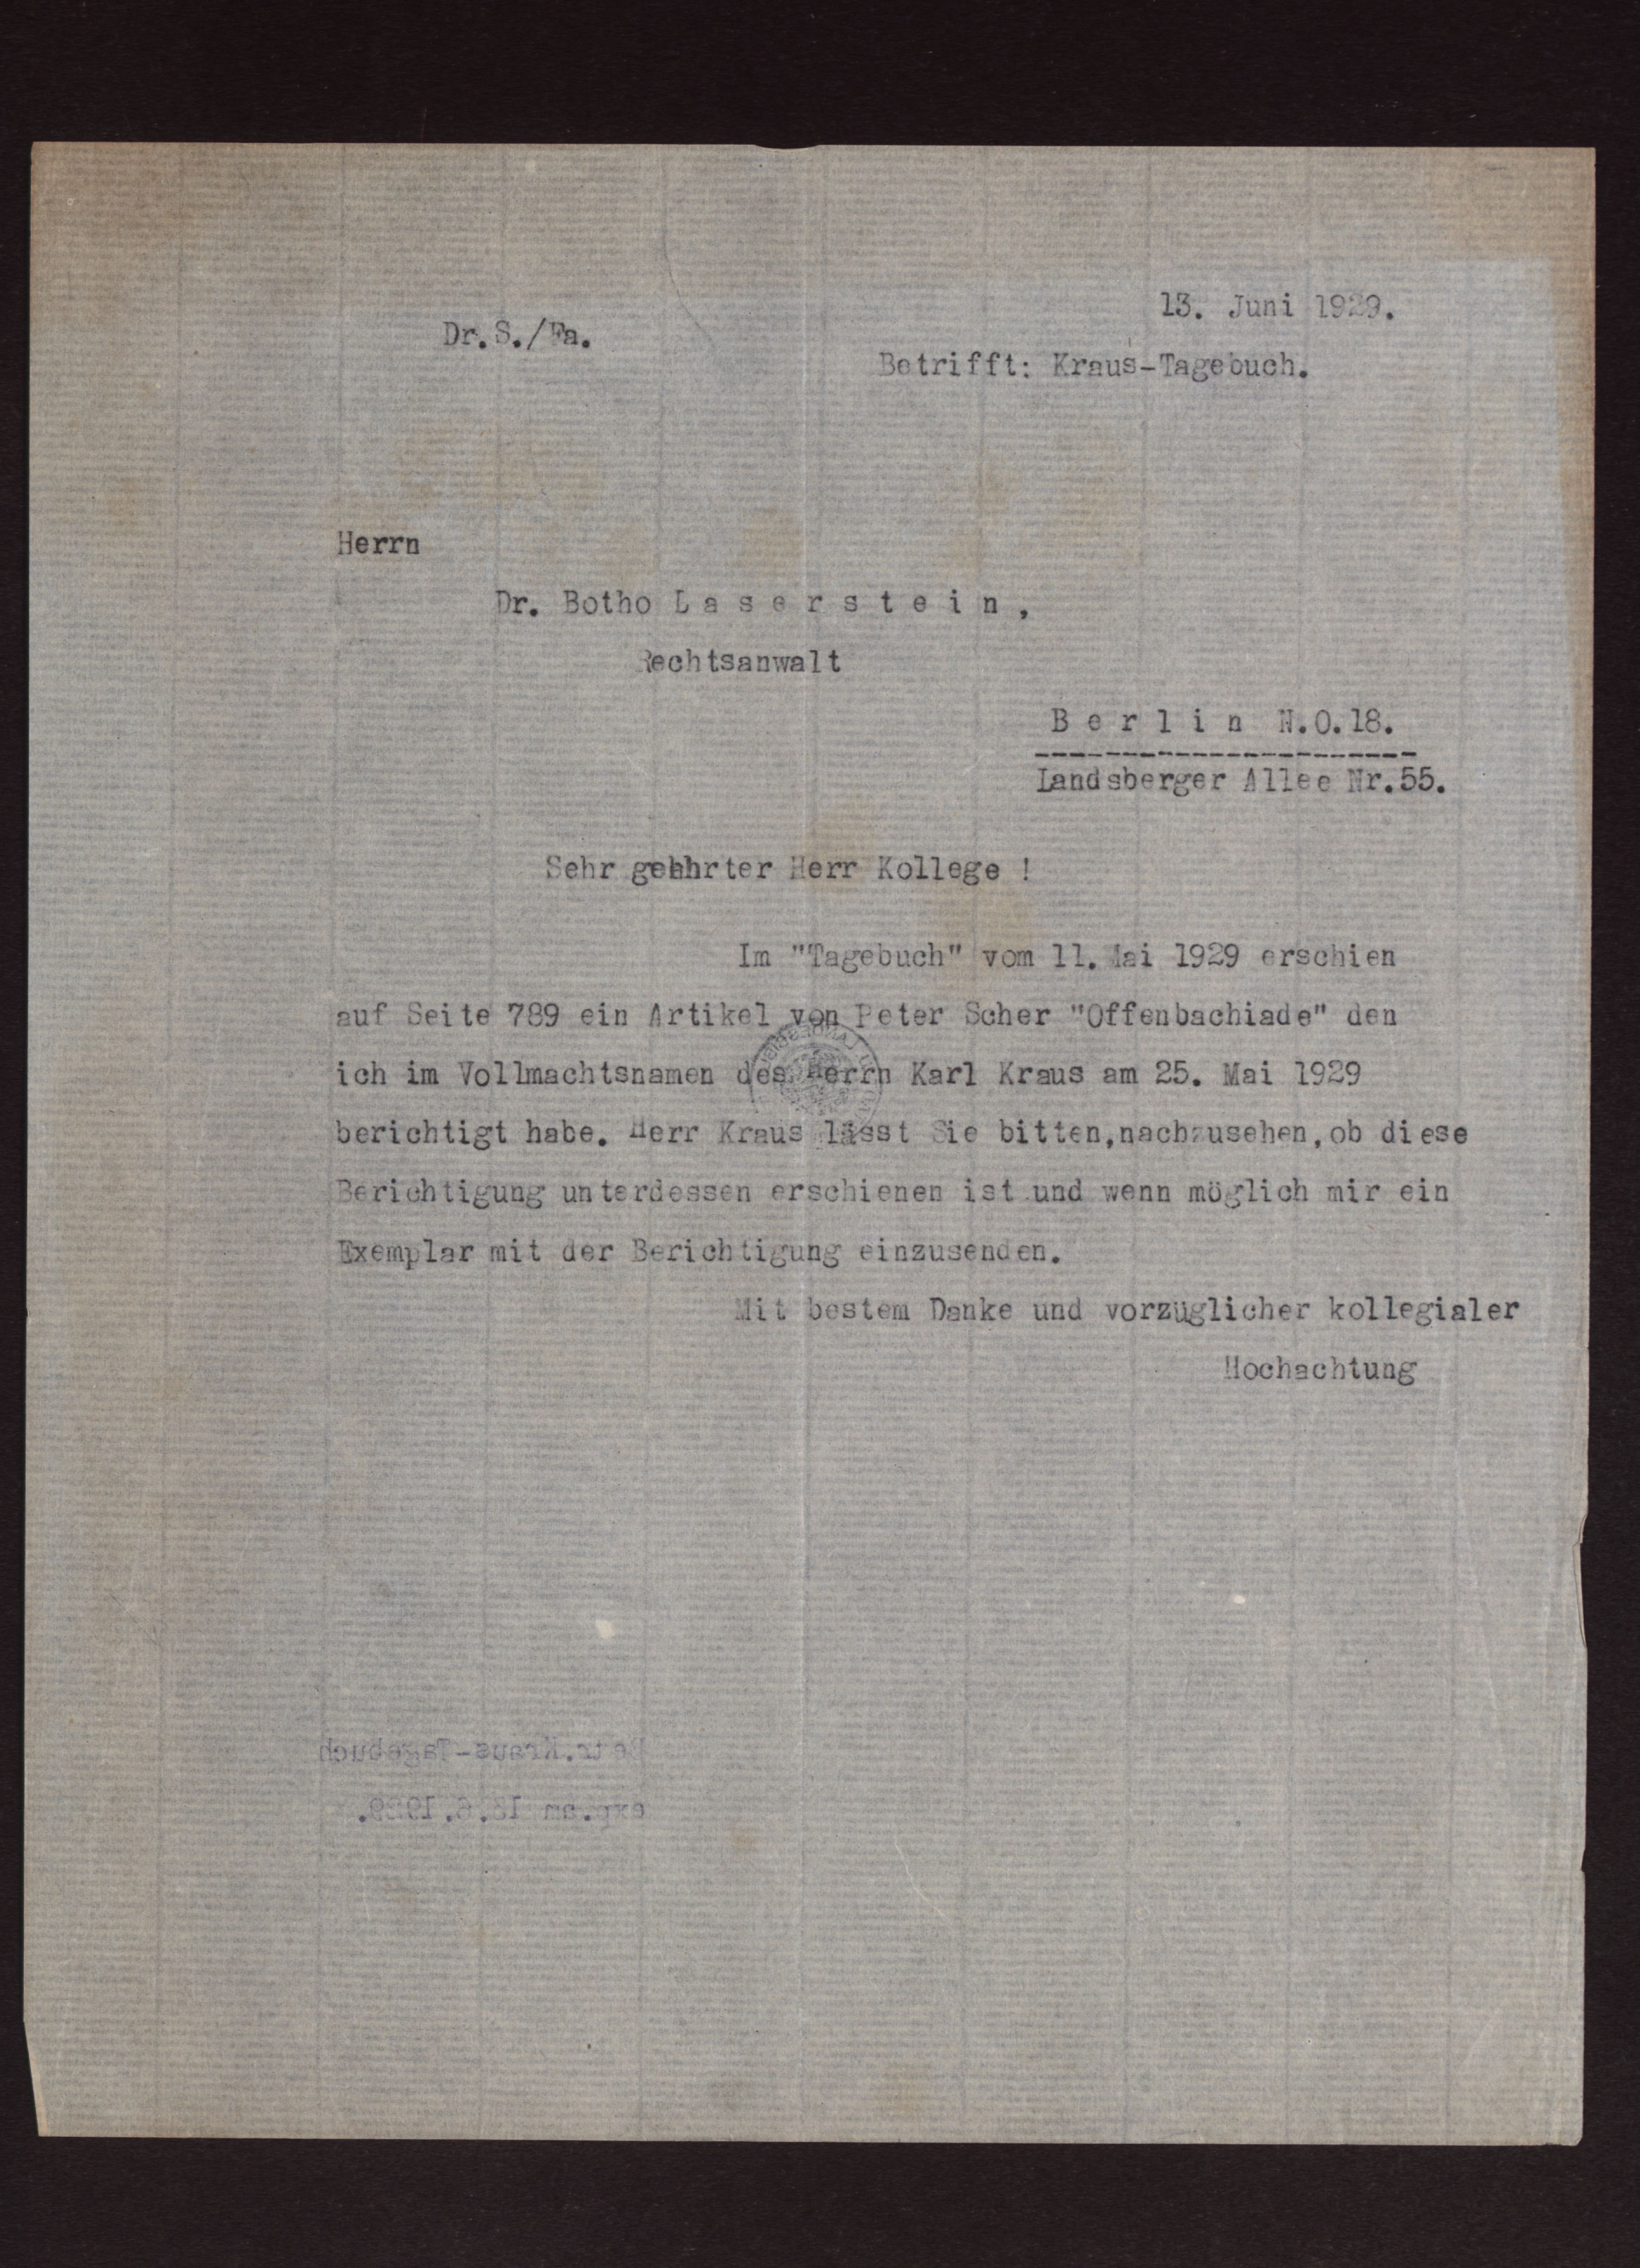 13. Juni 1929.
Dr.S./Fa.
Betrifft: Kraus-Tagebuch.
Herrn
Dr. Botho L a s e r s t e i n ,
Rechtsanwalt
B e r l i n N.O.18.
Landsberger Allee Nr.55.
Sehr geehrter Herr Kollege !
Im "Tagebuch" vom 11. Mai 1929 erschien
auf Seite 789 ein Artikel von Peter Scher "Offenbachiade" den
ich im Vollmachtsnamen des Herrn Karl Kraus am 25. Mai 1929
berichtigt habe. Herr Kraus lässt Sie bitten,nachzusehen,ob diese
Berichtigung unterdessen erschienen ist und wenn möglich mir ein
Exemplar mit der Berichtigung einzusenden.
Mit bestem Danke und vorzüglicher kollegialer
Hochachtung
Betr.Kraus-Tagebuch
exp.am 13.6.1929.